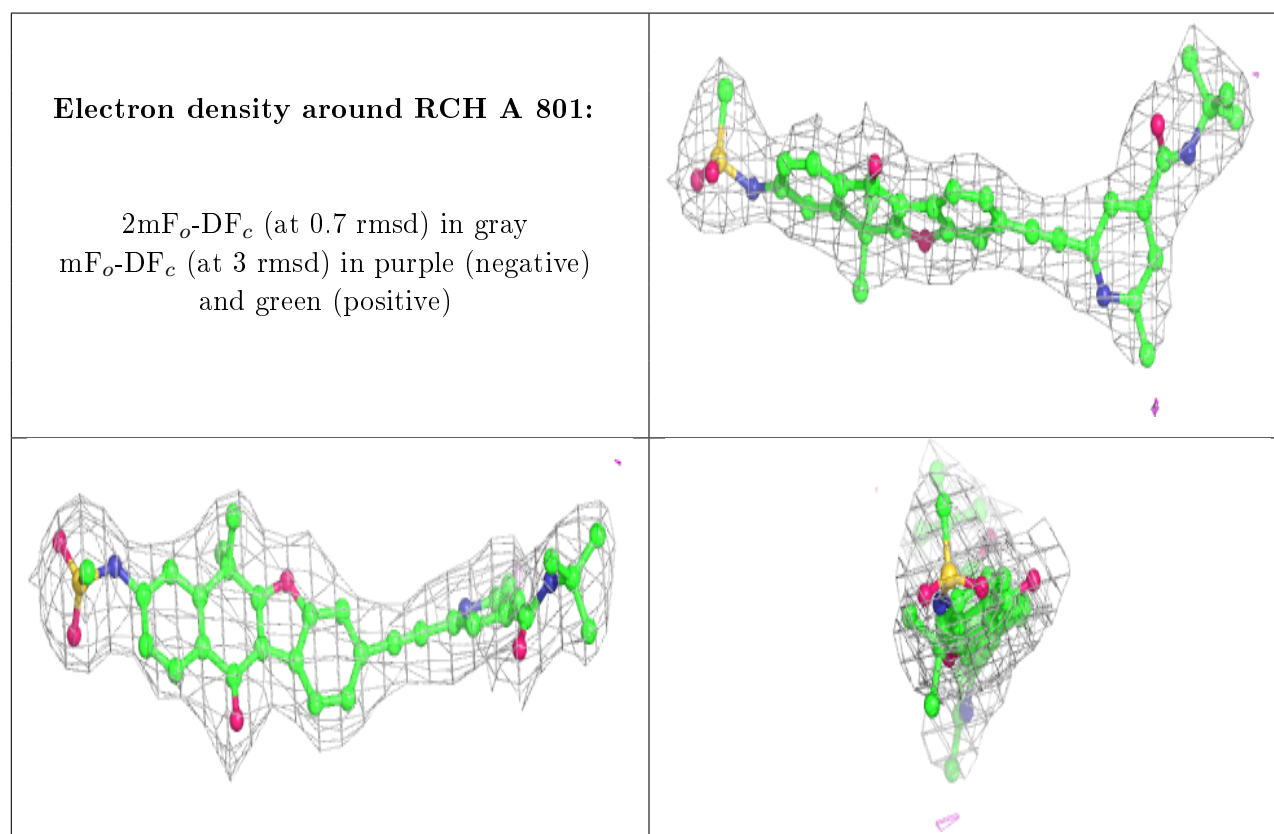 Electron density around RCH A 801:
2mFo-DFc (at 0.7 rmsd) in gray
mFo-DFc (at 3 rmsd) in purple (negative)
and green (positive)